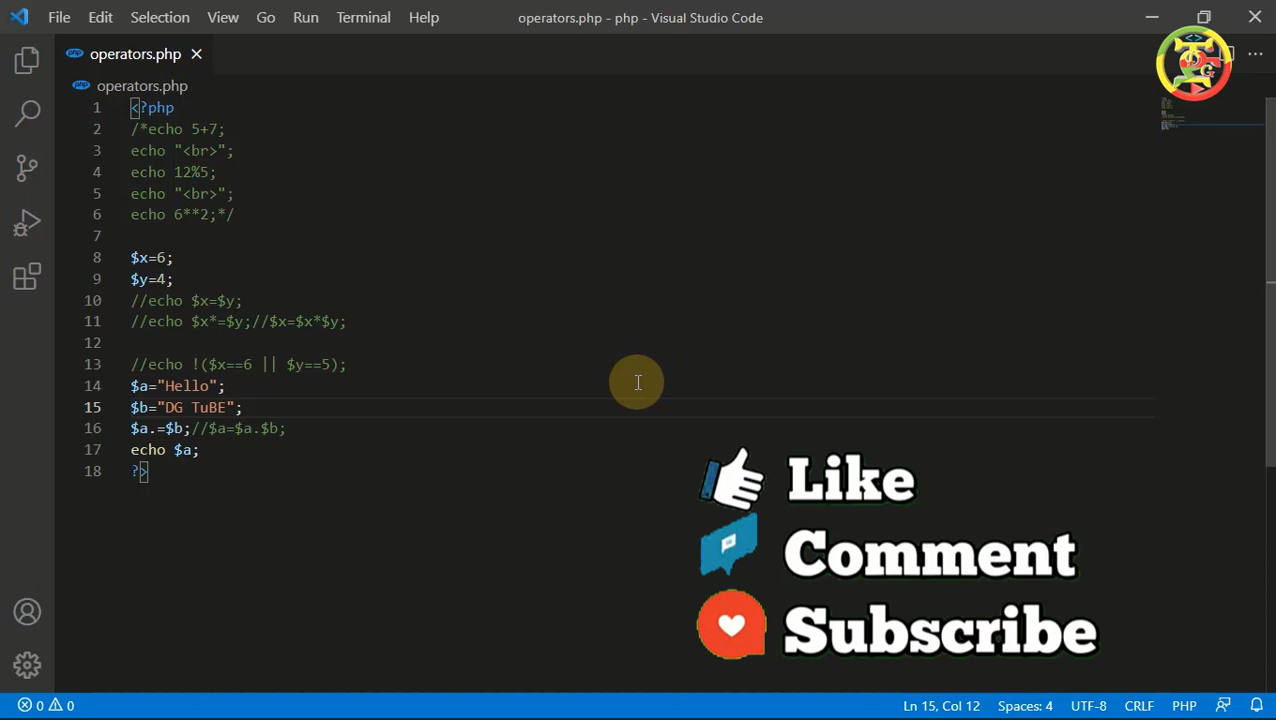 File Edit Selection View Go Run Terminal Help operators.php - php - Visual Studio Code
php operators.php
php operators.php
1 <?php
2 /*echo 5+7;
3 echo "<br>";
4 echo 12%5;
5 echo "<br>";
6 echo 6**2;*/
7
8 $x=6;
9 $y=4;
10 //echo $x=$y;
11 //echo $x*=$y;//$x=$x*$y;
12
13 //echo !($x==6 || $y==5);
14 $a="Hello";
15 $b="DG TuBE";
16 $a.=$b;//$a=$a.$b;
17 echo $a;
18 ?>
Like
Comment
Subscribe
0 0 Ln 15, Col 12 Spaces: 4 UTF-8 CRLF PHP